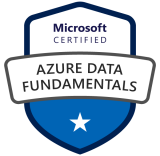 Microsoft
CERTIFIED
AZURE DATA
FUNDAMENTALS